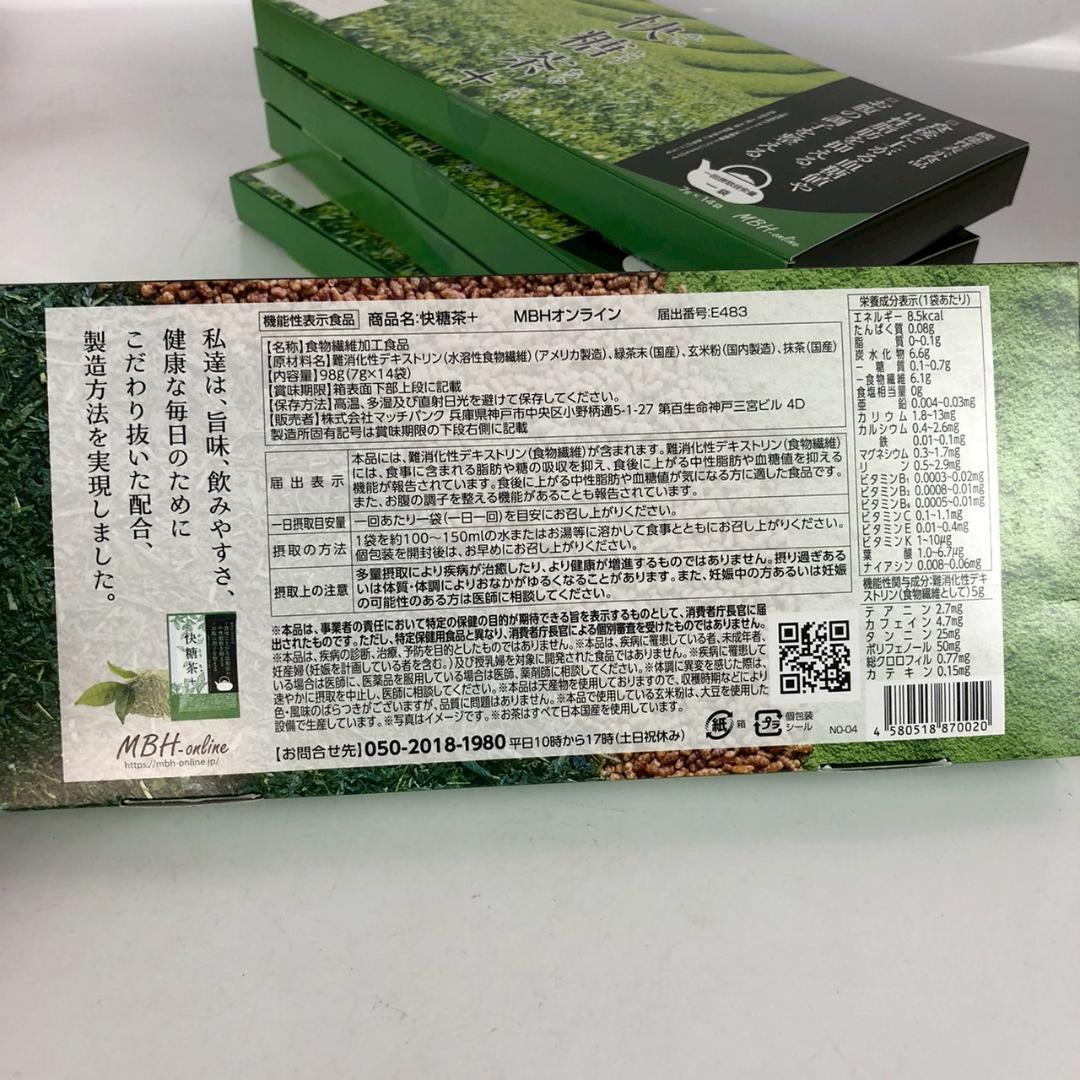 快糖茶+
機能性表示食品
食後に上がる血糖値や
中性脂肪を抑える
お腹の調子を整える
一回摂取目安量
一袋
7g×14袋
MBH-online
私達は、旨味、飲みやすさ、
健康な毎日のために
こだわり抜いた配合、
製造方法を実現しました。
快糖茶+
MBH-online
https://mbh-online.jp/
機能性表示食品 商品名:快糖茶+ MBHオンライン 届出番号:E483
【名称】食物繊維加工食品
【原材料名】難消化性デキストリン(水溶性食物繊維)(アメリカ製造)、緑茶末(国産)、玄米粉(国内製造)、抹茶(国産)
【内容量】98g(7g×14袋)
【賞味期限】箱表面下部上段に記載
【保存方法】高温、多湿及び直射日光を避けて保存してください。
【販売者】株式会社マッチバンク 兵庫県神戸市中央区小野柄通5-1-27 第百生命神戸三宮ビル 4D
製造所固有記号は賞味期限の下段右側に記載
届出表示
本品には、難消化性デキストリン(食物繊維)が含まれます。難消化性デキストリン(食物繊維)
には、食事に含まれる脂肪や糖の吸収を抑え、食後に上がる中性脂肪や血糖値を抑える
機能が報告されています。食後に上がる中性脂肪や血糖値が気になる方に適した食品です。
また、お腹の調子を整える機能があることも報告されています。
一日摂取目安量 一回あたり一袋(一日一回)を目安にお召し上がりください。
摂取の方法
1袋を約100〜150mlの水またはお湯等に溶かして食事とともにお召し上がりください。
個包装を開封後は、お早めにお召し上がりください。
摂取上の注意
多量摂取により疾病が治癒したり、より健康が増進するものではありません。摂り過ぎある
いは体質・体調によりおなかがゆるくなることがあります。また、妊娠中の方あるいは妊娠
の可能性のある方は医師に相談してください。
※本品は、事業者の責任において特定の保健の目的が期待できる旨を表示するものとして、消費者庁長官に届
出されたものです。ただし、特定保健用食品と異なり、消費者庁長官による個別審査を受けたものではありません。
※本品は、疾病の診断、治療、予防を目的としたものではありません。※本品は、疾病に罹患している者、未成年者、
妊産婦(妊娠を計画している者を含む。)及び授乳婦を対象に開発された食品ではありません。※疾病に罹患して
いる場合は医師に、医薬品を服用している場合は医師、薬剤師に相談してください。※体調に異変を感じた際は、
速やかに摂取を中止し、医師に相談してください。※本品は天産物を使用しておりますので、収穫時期などにより
色・風味のばらつきがございますが、品質に問題はありません。※本品で使用している玄米粉は、大豆を使用した
設備で生産しています。※写真はイメージです。※お茶はすべて日本国産を使用しています。
【お問合せ先】050-2018-1980 平日10時から17時(土日祝休み)
紙 箱
プラ 個包装
シール
NO-04
栄養成分表示(1袋あたり)
エネルギー 8.5kcal
たんぱく質 0.08g
脂質 0〜0.1g
炭水化物 6.6g
－糖質 0.1〜0.7g
－食物繊維 6.1g
食塩相当量 0g
亜鉛 0.004〜0.03mg
カリウム 1.8〜13mg
カルシウム 0.4〜2.6mg
鉄 0.01〜0.1mg
マグネシウム 0.3〜1.7mg
リン 0.5〜2.9mg
ビタミンB₁ 0.0003〜0.02mg
ビタミンB₂ 0.0008〜0.01mg
ビタミンB₆ 0.0005〜0.01mg
ビタミンC 0.1〜1.1mg
ビタミンE 0.01〜0.4mg
ビタミンK 1〜10μg
葉酸 1.0〜6.7μg
ナイアシン 0.008〜0.06mg
機能性関与成分:難消化性デキ
ストリン(食物繊維として)5g
テアニン 2.7mg
カフェイン 4.7mg
タンニン 25mg
ポリフェノール 50mg
総クロロフィル 0.77mg
カテキン 0.15mg
4 580518 870020